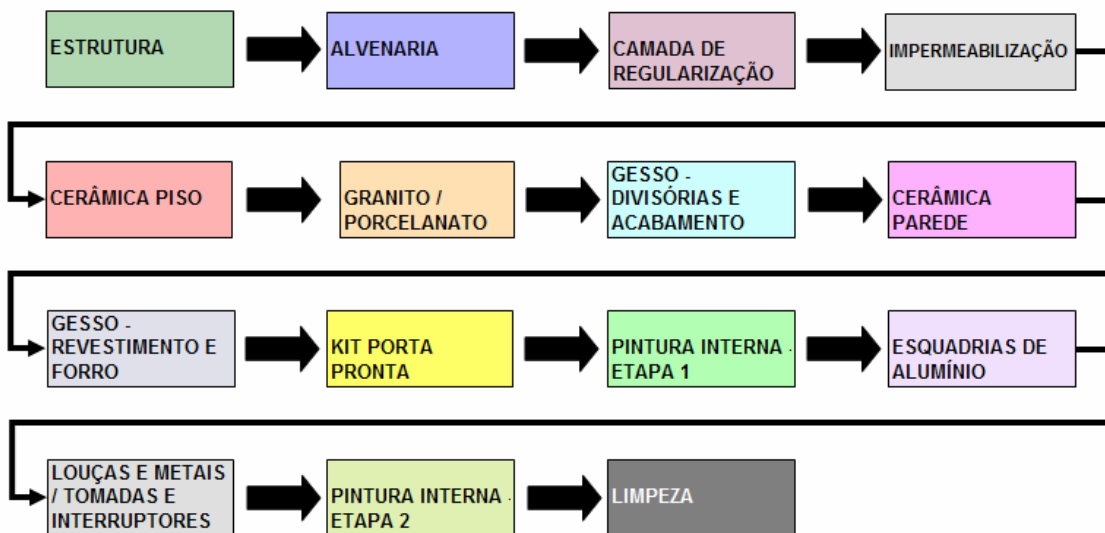 ESTRUTURA
ALVENARIA
CAMADA DE
REGULARIZAÇÃO
IMPERMEABILIZAÇÃO
CERÂMICA PISO
GRANITO /
PORCELANATO
GESSO -
DIVISÓRIAS E
ACABAMENTO
CERÂMICA
PAREDE
GESSO -
REVESTIMENTO E
FORRO
KIT PORTA
PRONTA
PINTURA INTERNA -
ETAPA 1
ESQUADRIAS DE
ALUMÍNIO
LOUÇAS E METAIS
/ TOMADAS E
INTERRUPTORES
PINTURA INTERNA -
ETAPA 2
LIMPEZA